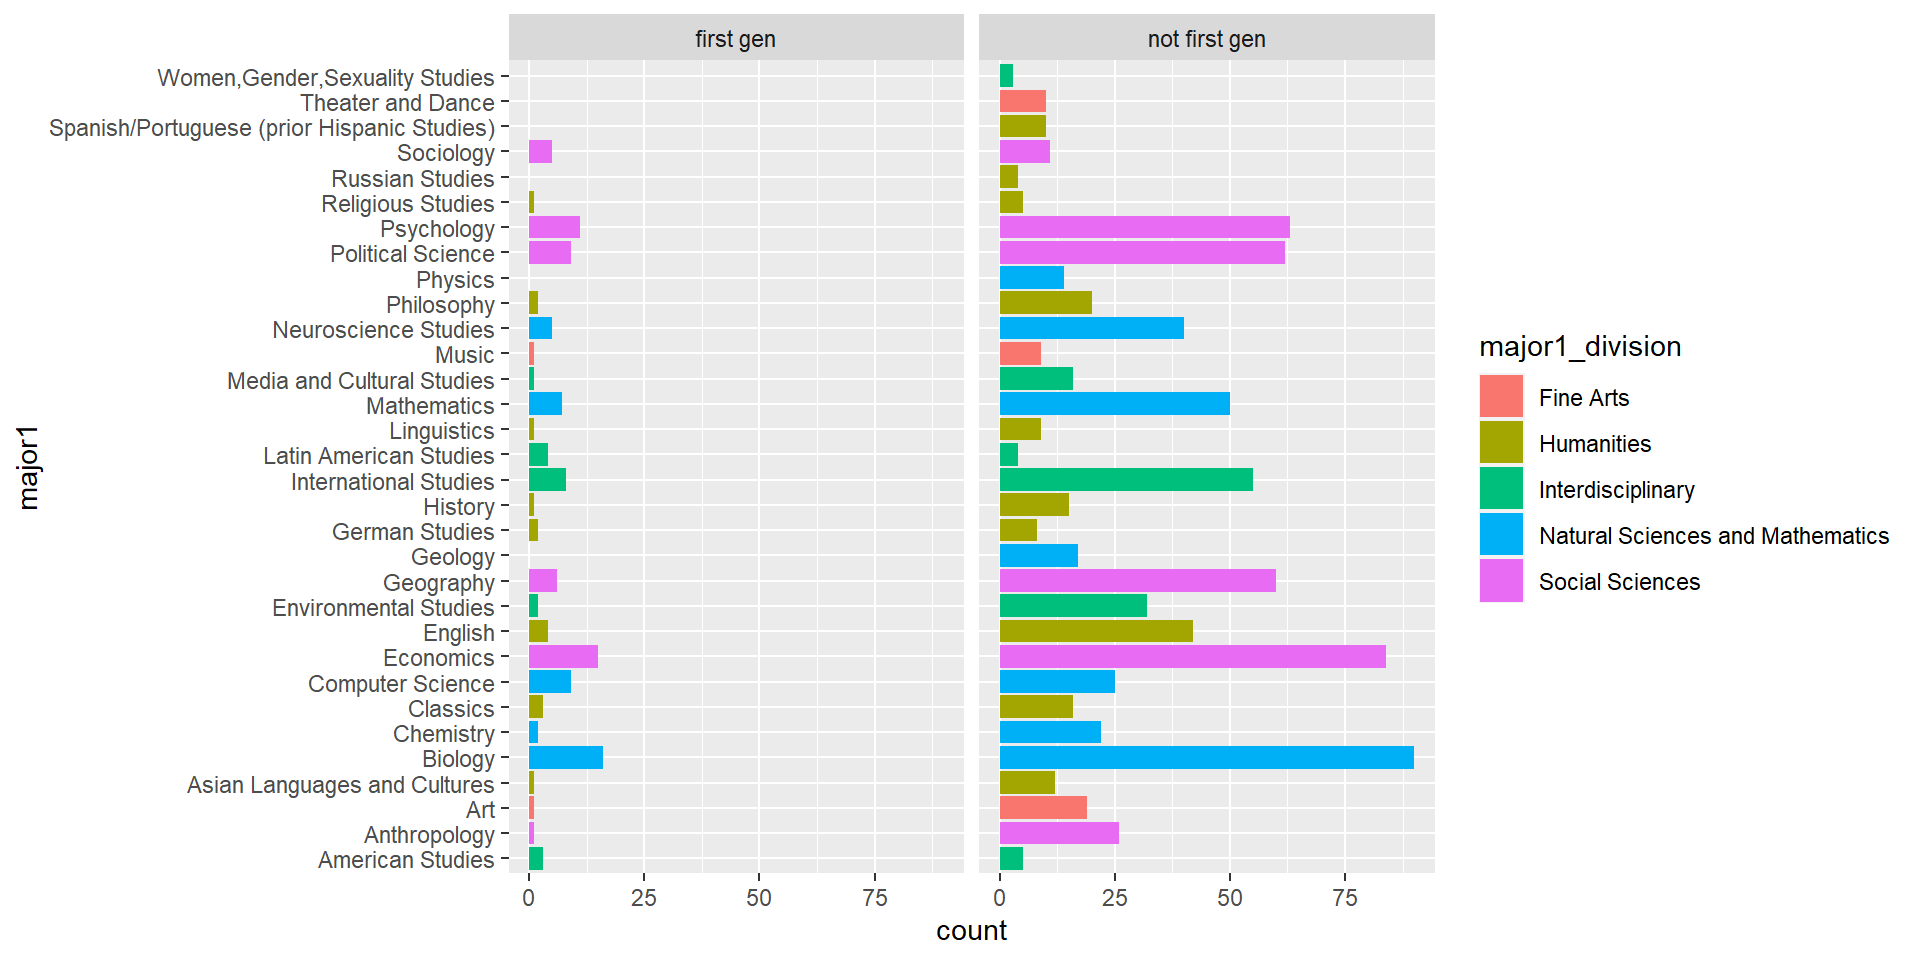 first gen
not first gen
Women,Gender,Sexuality Studies
Theater and Dance
Spanish/Portuguese (prior Hispanic Studies)
Sociology
Russian Studies
Religious Studies
Psychology
Political Science
Physics
Philosophy
Neuroscience Studies
Music
Media and Cultural Studies
Mathematics
Linguistics
Latin American Studies
International Studies
History
German Studies
Geology
Geography
Environmental Studies
English
Economics
Computer Science
Classics
Chemistry
Biology
Asian Languages and Cultures
Art
Anthropology
American Studies
major1
0 25 50 75
0 25 50 75
count
major1_division
Fine Arts
Humanities
Interdisciplinary
Natural Sciences and Mathematics
Social Sciences